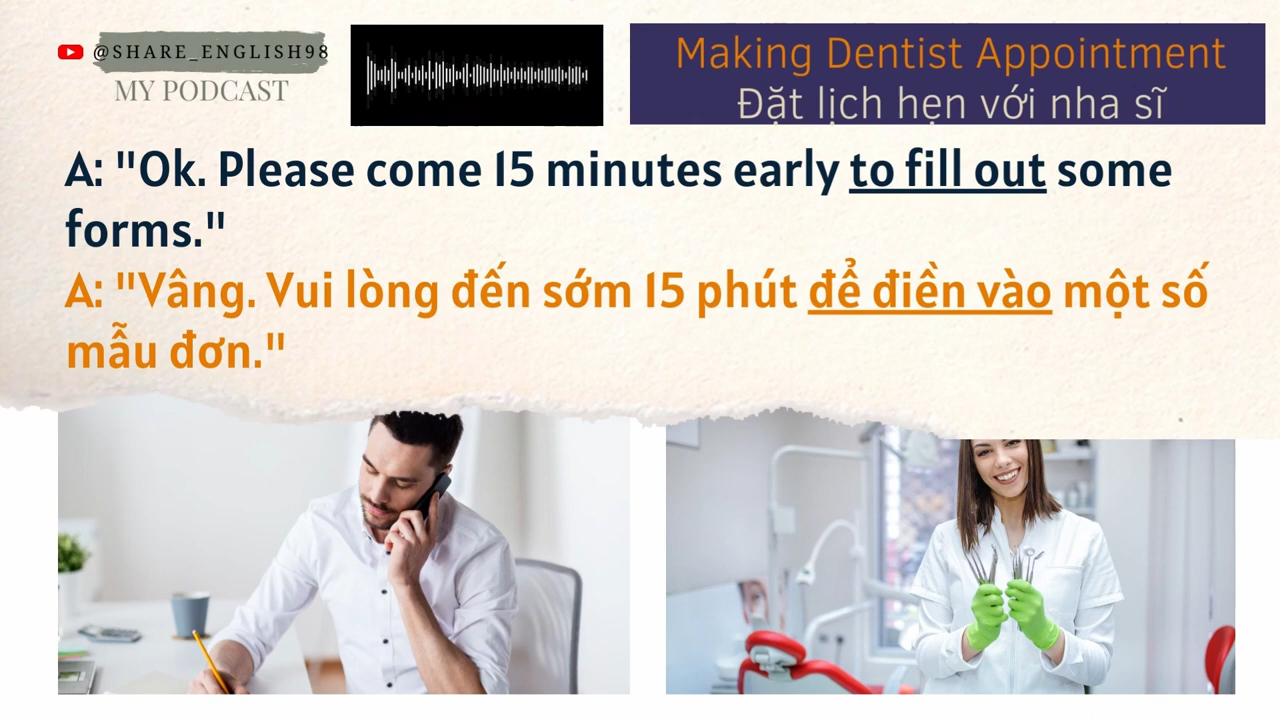 @SHARE_ENGLISH98
MY PODCAST
Making Dentist Appointment
Đặt lịch hẹn với nha sĩ
A: "Ok. Please come 15 minutes early to fill out some
forms."
A: "Vâng. Vui lòng đến sớm 15 phút để điền vào một số
mẫu đơn."